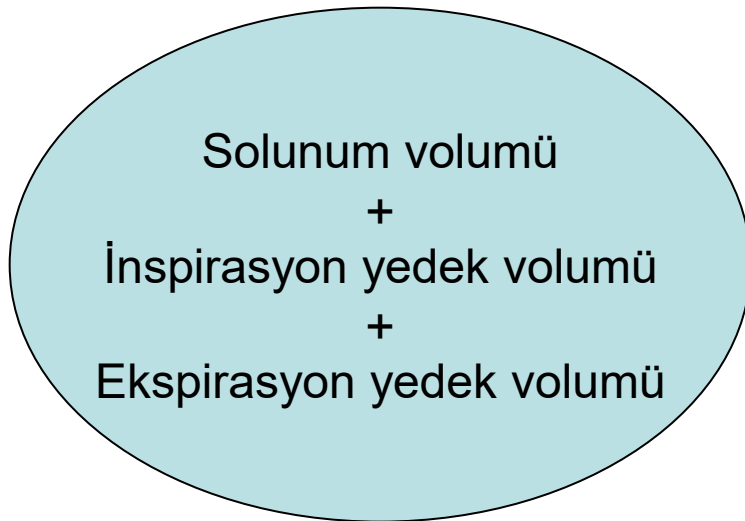 Solunum volumü
+
İnspirasyon yedek volumü
+
Ekspirasyon yedek volumü